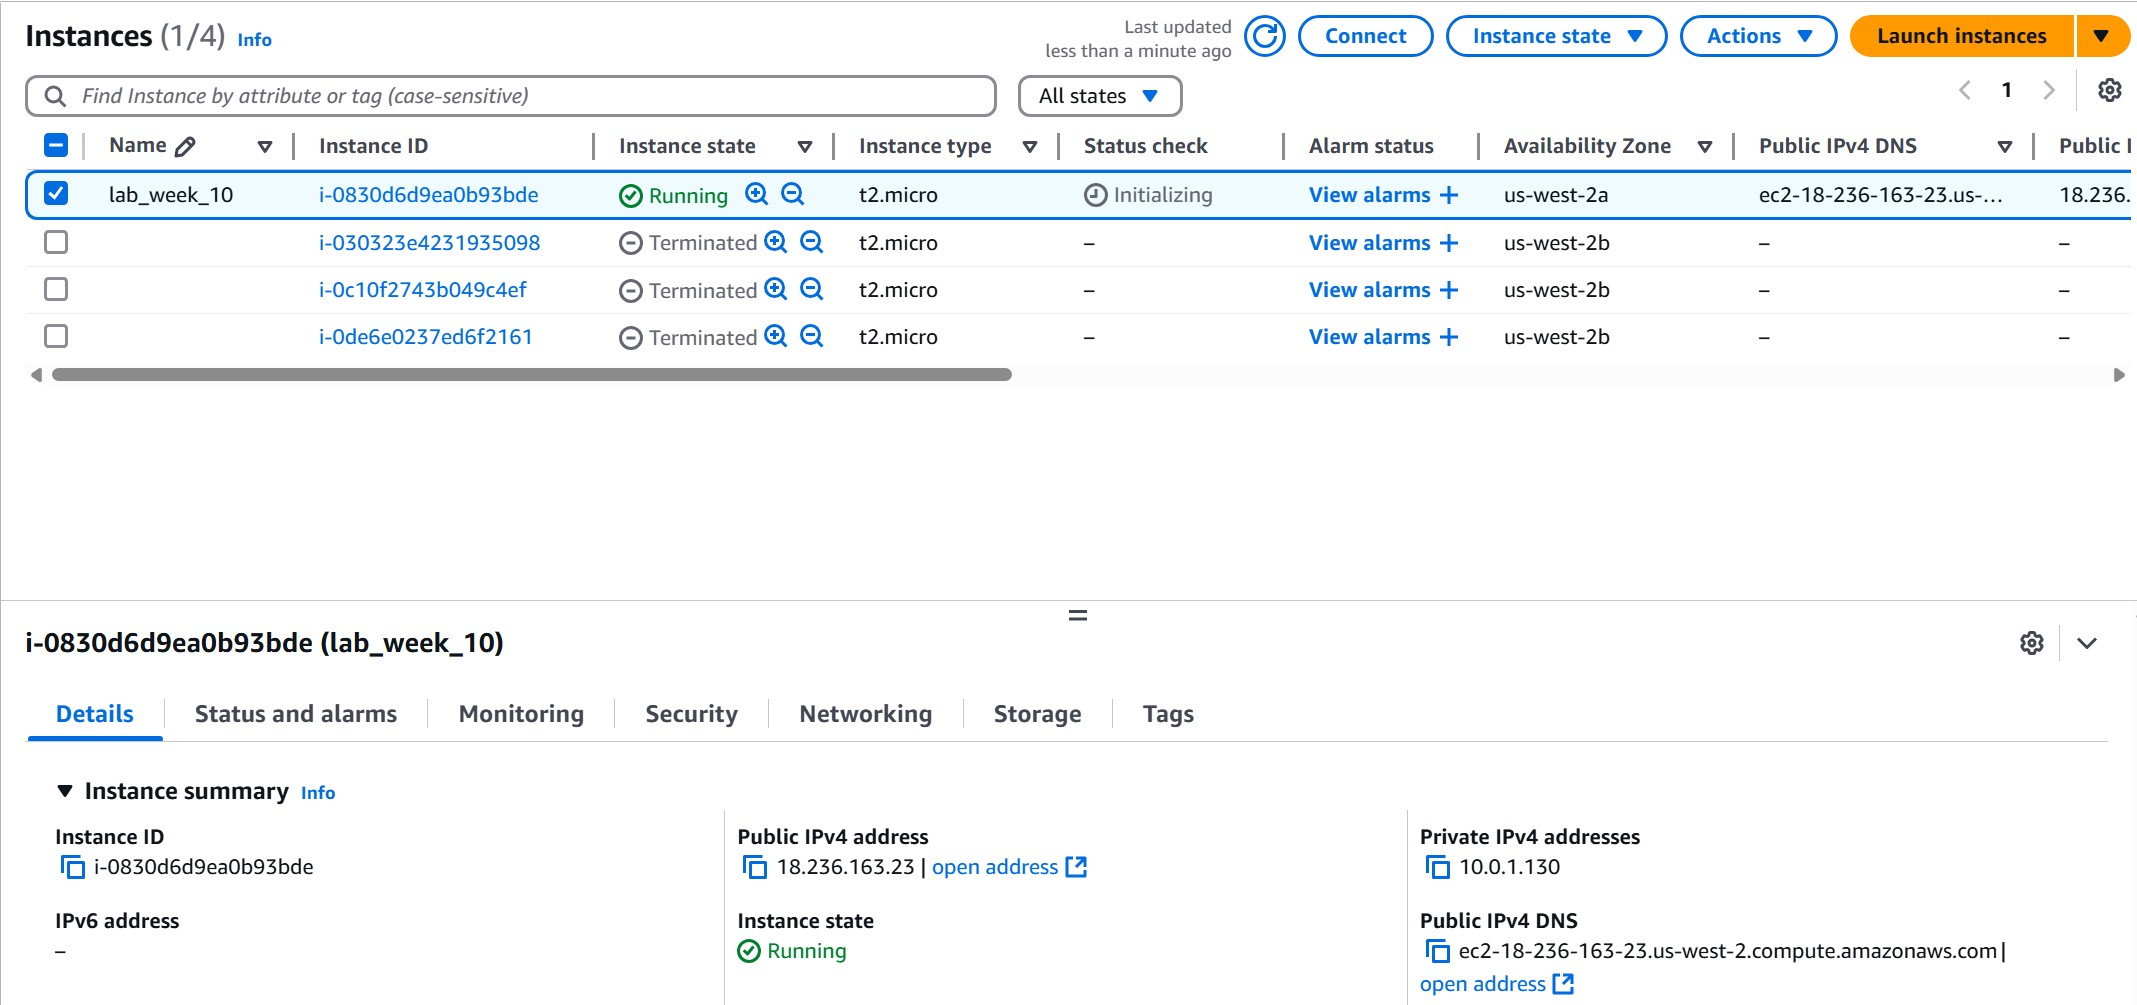 Instances (1/4) Info
Last updated
less than a minute ago
Connect
Instance state
Actions
Launch instances
Find Instance by attribute or tag (case-sensitive)
All states
1
Name Instance ID Instance state Instance type Status check Alarm status Availability Zone Public IPv4 DNS Public I
lab_week_10 i-0830d6d9ea0b93bde Running t2.micro Initializing View alarms + us-west-2a ec2-18-236-163-23.us-... 18.236.
i-030323e4231935098 Terminated t2.micro – View alarms + us-west-2b – –
i-0c10f2743b049c4ef Terminated t2.micro – View alarms + us-west-2b – –
i-0de6e0237ed6f2161 Terminated t2.micro – View alarms + us-west-2b – –
i-0830d6d9ea0b93bde (lab_week_10)
Details Status and alarms Monitoring Security Networking Storage Tags
Instance summary Info
Instance ID
i-0830d6d9ea0b93bde
IPv6 address
–
Public IPv4 address
18.236.163.23 | open address
Instance state
Running
Private IPv4 addresses
10.0.1.130
Public IPv4 DNS
ec2-18-236-163-23.us-west-2.compute.amazonaws.com |
open address